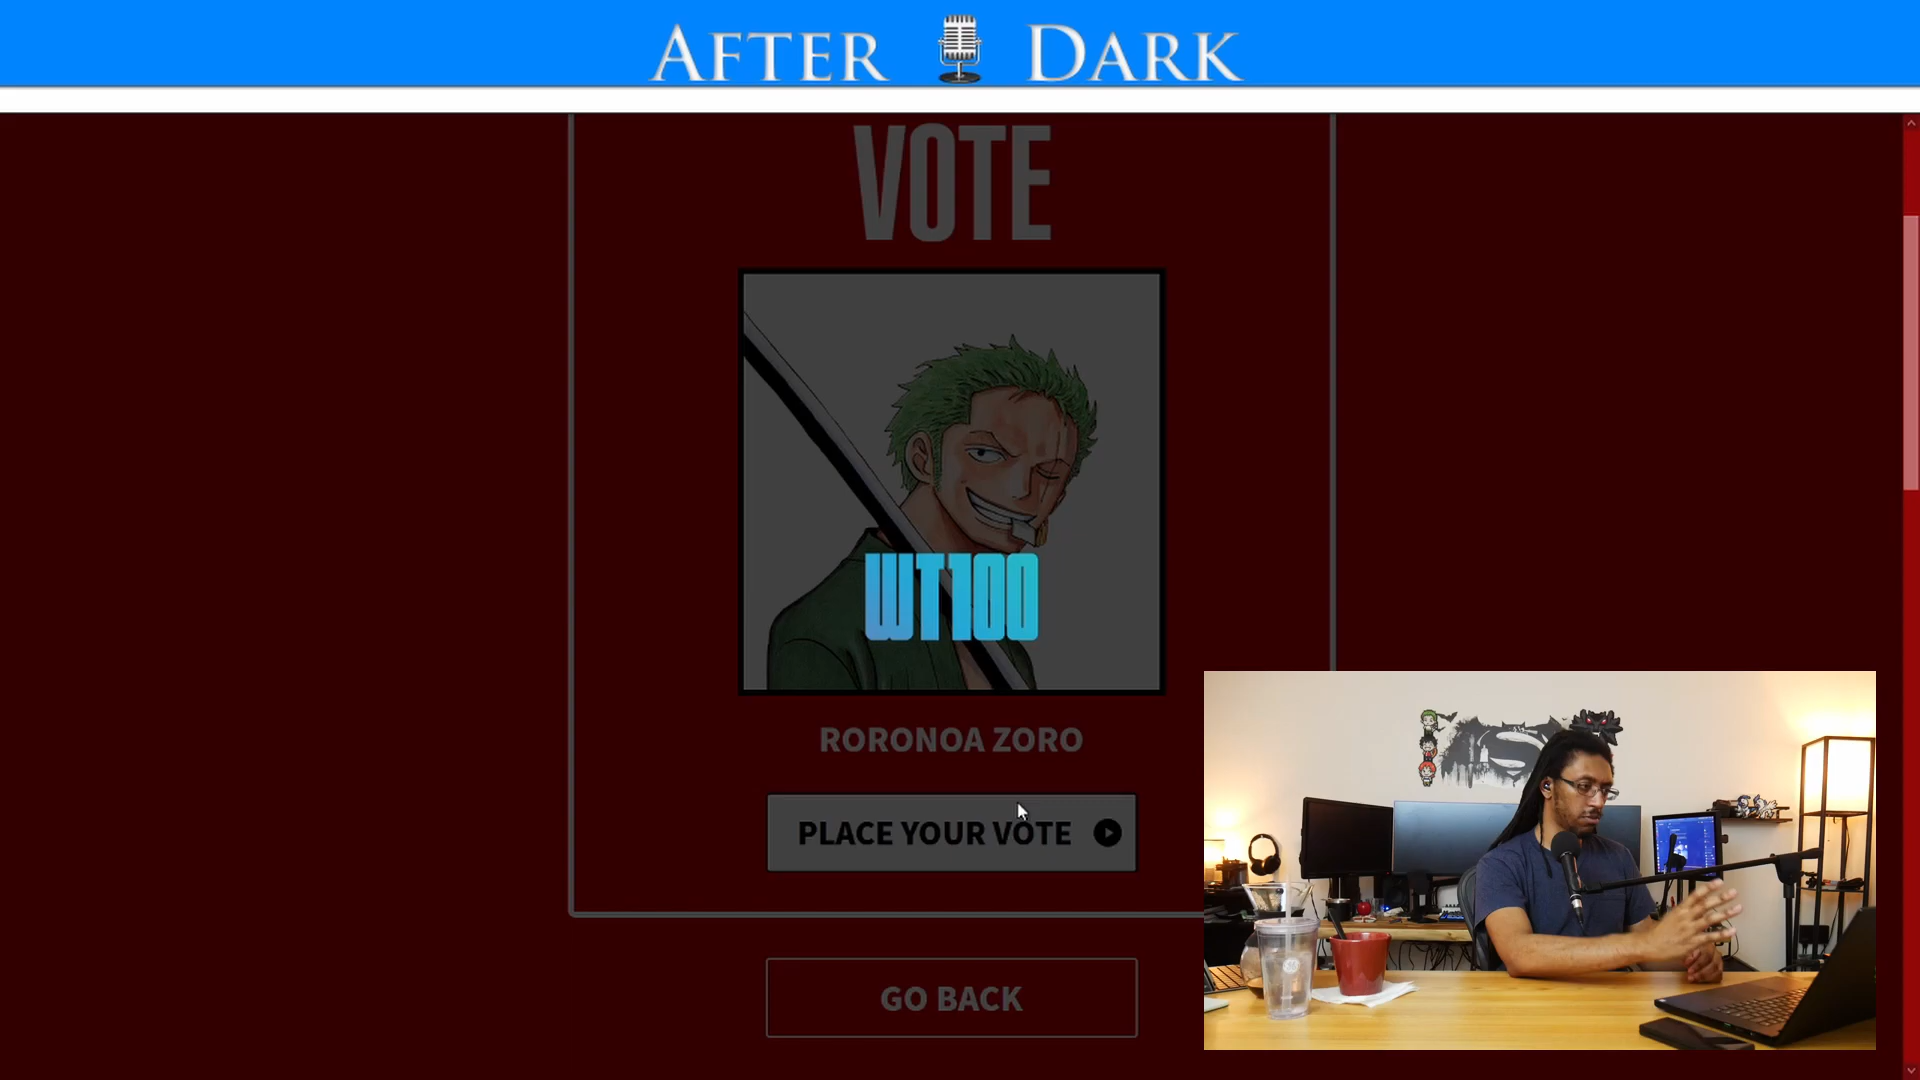 AFTER DARK
VOTE
WT100
RORONOA ZORO
PLACE YOUR VOTE
GO BACK